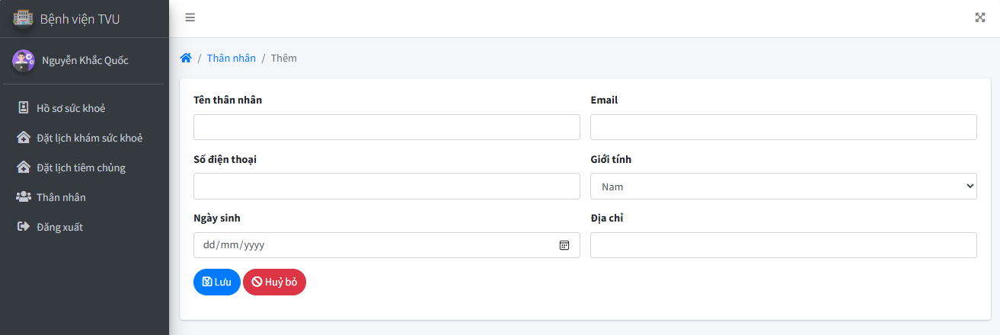 Bệnh viện TVU
Nguyễn Khắc Quốc
Hồ sơ sức khoẻ
Đặt lịch khám sức khoẻ
Đặt lịch tiêm chủng
Thân nhân
Đăng xuất
/ Thân nhân / Thêm
Tên thân nhân
Email
Số điện thoại
Giới tính
Nam
Ngày sinh
Địa chỉ
dd/mm/yyyy
Lưu
Huỷ bỏ